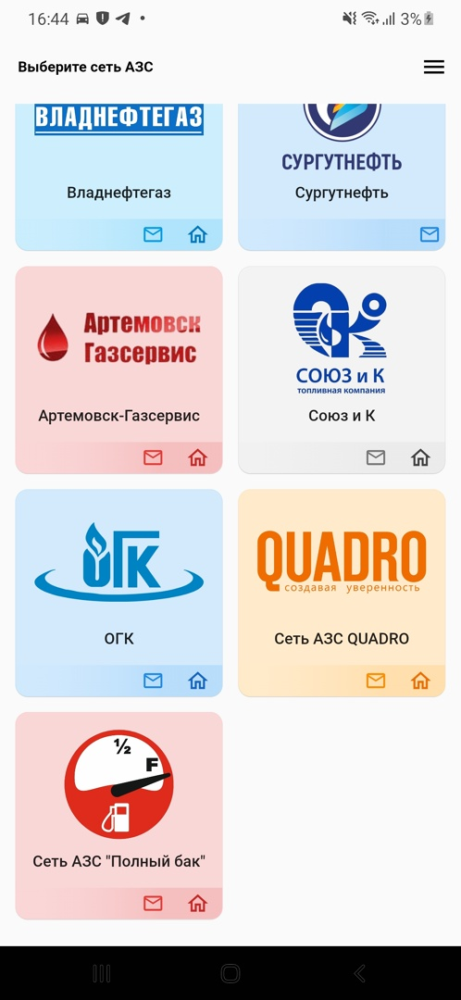 16:44
3%
Выберите сеть АЗС
ВЛАДНЕФТЕГАЗ
СУРГУТНЕФТЬ
Владнефтегаз
Сургутнефть
Артемовск
Газсервис
СОЮЗ и К
топливная компания
Артемовск-Газсервис
Союз и К
ОГК
QUADRO
создавая уверенность
ОГК
Сеть АЗС QUADRO
½
F
Сеть АЗС "Полный бак"